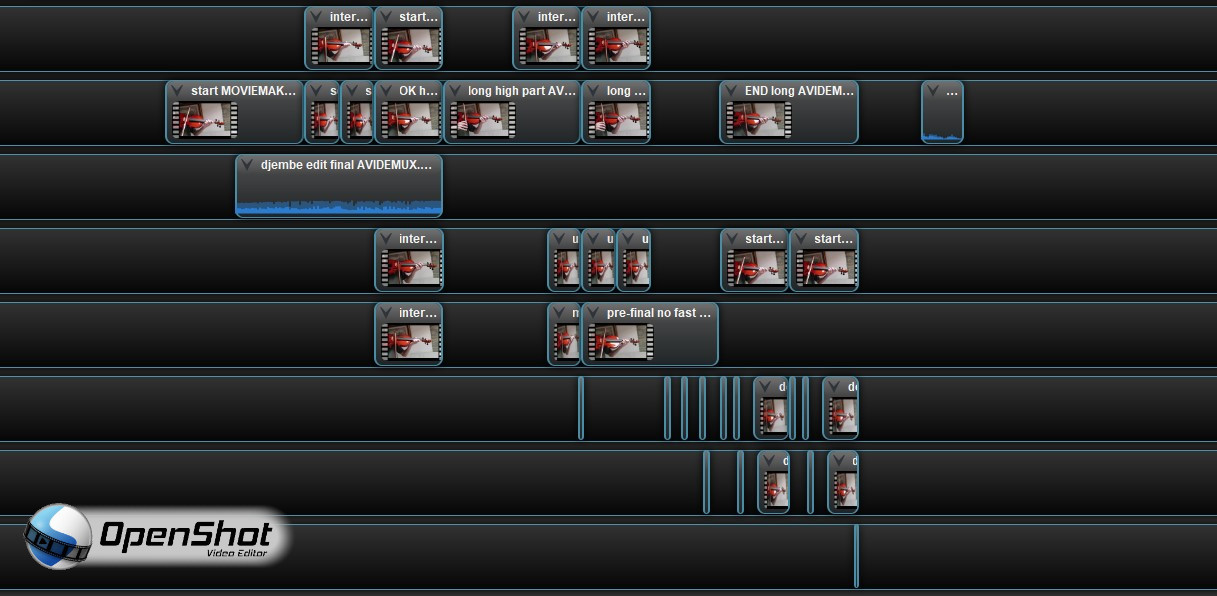 inter...
start...
inter...
inter...
start MOVIEMAK...
s
s
OK h...
long high part AV...
long ...
END long AVIDEM...
...
djembe edit final AVIDEMUX....
inter...
u
u
u
start...
start...
inter...
pre-final no fast ...
d
OpenShot
Video Editor